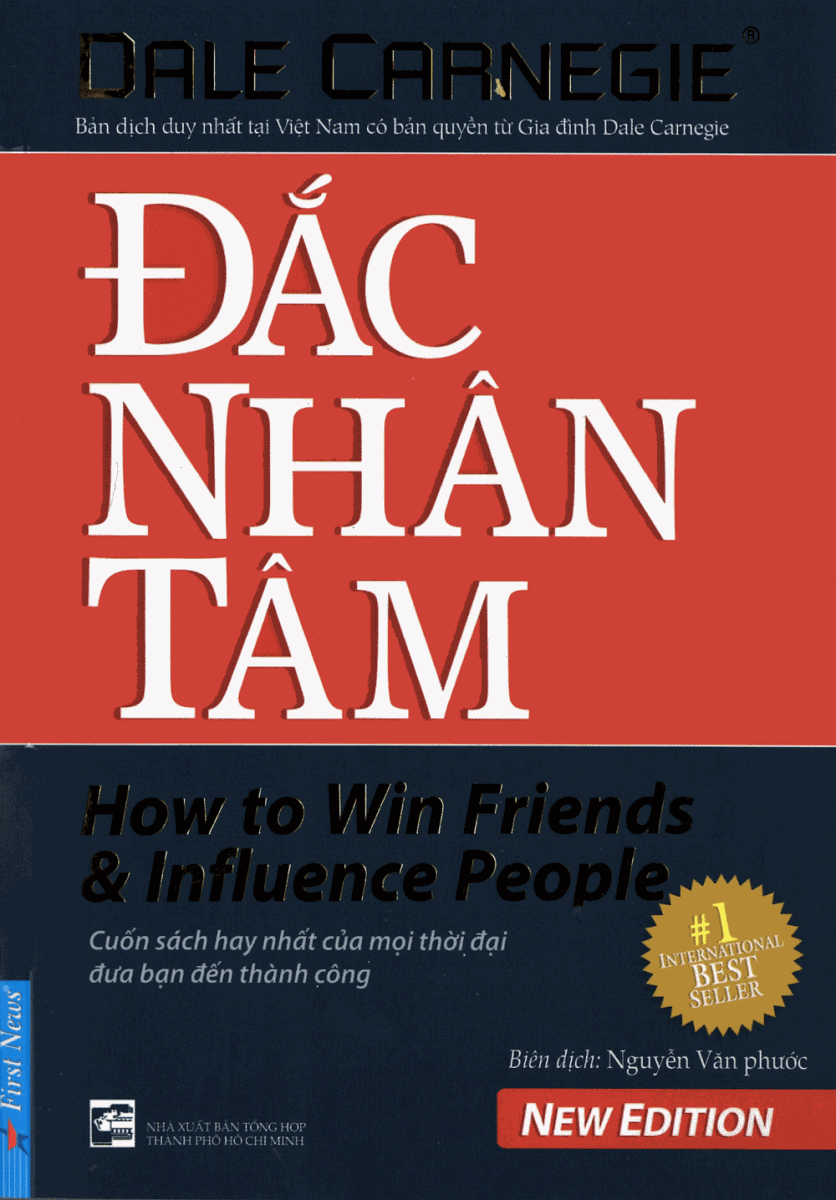 DALE CARNEGIE®
Bản dịch duy nhất tại Việt Nam có bản quyền từ Gia đình Dale Carnegie
ĐẮC
NHÂN
TÂM
How to Win Friends
& Influence People
Cuốn sách hay nhất của mọi thời đại
đưa bạn đến thành công
#1
INTERNATIONAL
BEST
SELLER
Biên dịch: Nguyễn Văn phước
NEW EDITION
First News®
NHÀ XUẤT BẢN TỔNG HỢP
THÀNH PHỐ HỒ CHÍ MINH